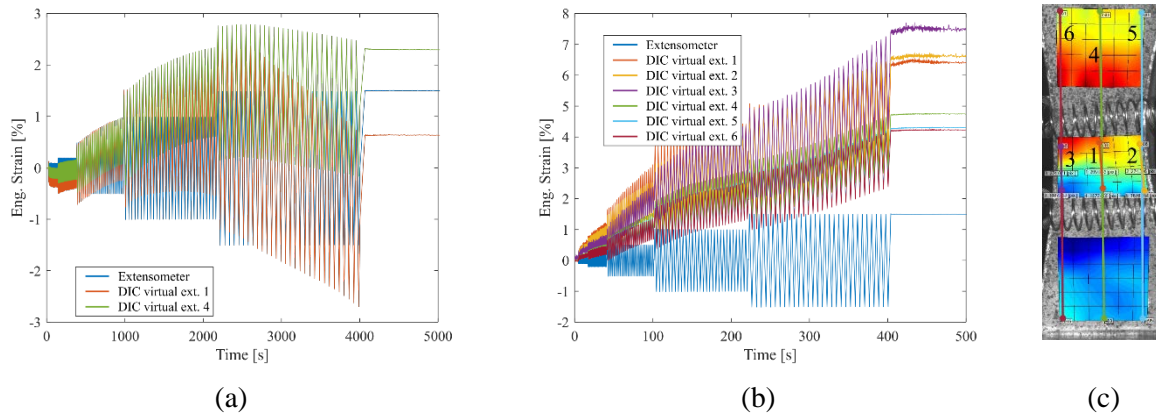 3%
2
1
0
-1
-2
-3
Eng. Strain [%]
0 1000 2000 3000 4000 5000
Time [s]
Extensometer
DIC virtual ext. 1
DIC virtual ext. 4
(a)
8%
7
6
5
4
3
2
1
0
-1
-2
Eng. Strain [%]
0 100 200 300 400 500
Time [s]
Extensometer
DIC virtual ext. 1
DIC virtual ext. 2
DIC virtual ext. 3
DIC virtual ext. 4
DIC virtual ext. 5
DIC virtual ext. 6
(b)
6 5
4
3 1 2
(c)